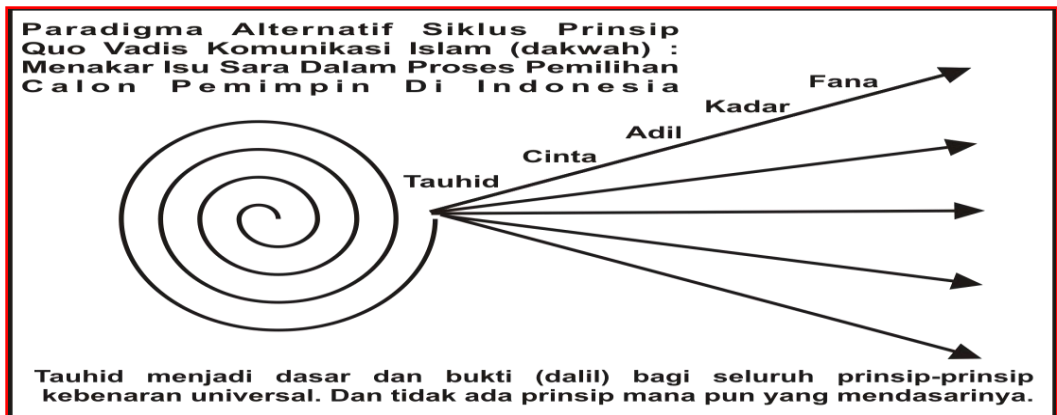 Paradigma Alternatif Siklus Prinsip
Quo Vadis Komunikasi Islam (dakwah) :
Menakar Isu Sara Dalam Proses Pemilihan
Calon Pemimpin Di Indonesia
Fana
Kadar
Adil
Cinta
Tauhid
Tauhid menjadi dasar dan bukti (dalil) bagi seluruh prinsip-prinsip
kebenaran universal. Dan tidak ada prinsip mana pun yang mendasarinya.